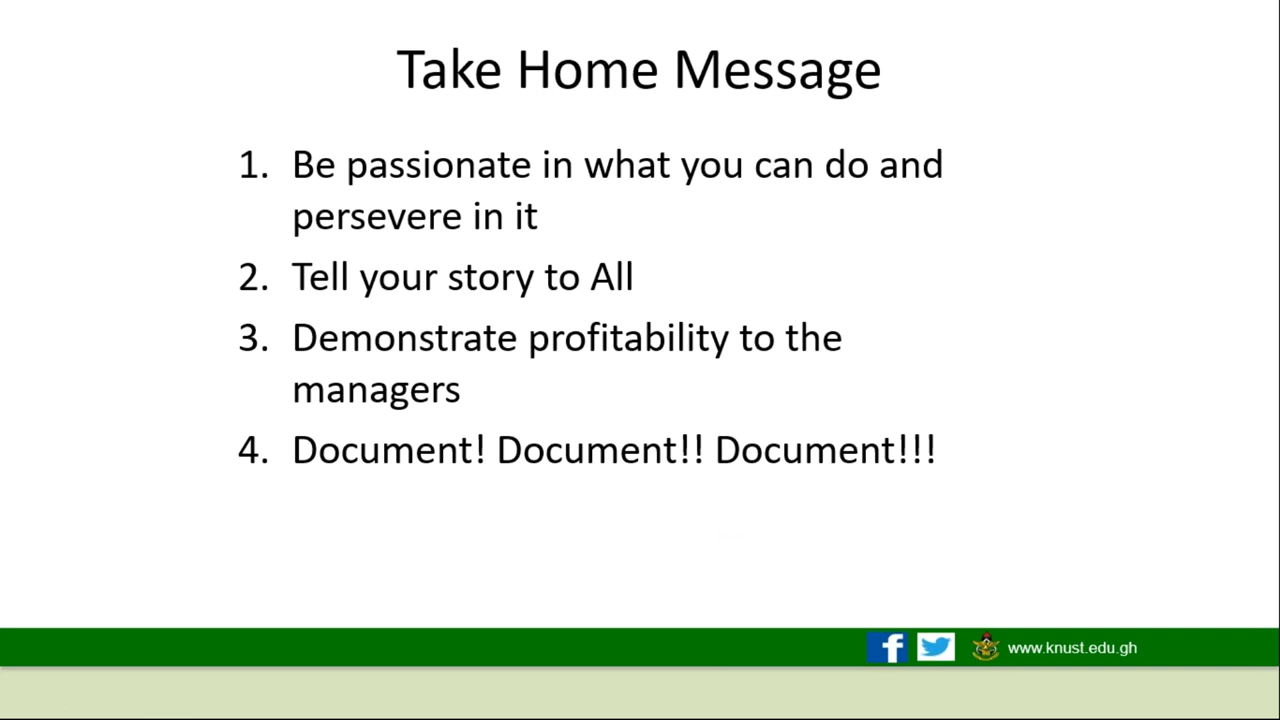 Take Home Message
1. Be passionate in what you can do and
persevere in it
2. Tell your story to All
3. Demonstrate profitability to the
managers
4. Document! Document!! Document!!!
www.knust.edu.gh